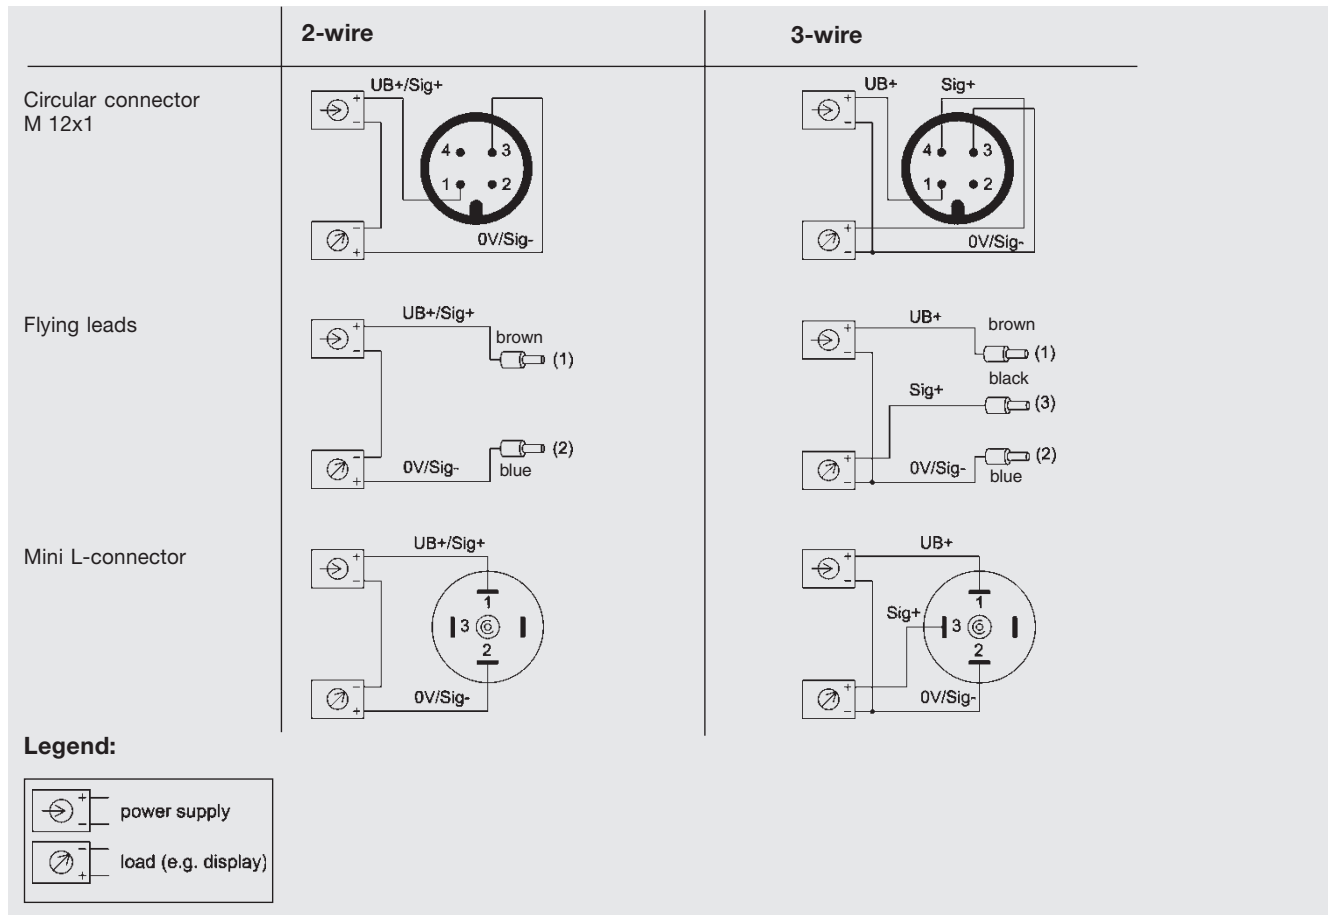 2-wire
3-wire
Circular connector
M 12x1
UB+/Sig+
+
-
4
3
1
2
-
+
0V/Sig-
UB+
Sig+
+
-
4
3
1
2
+
-
0V/Sig-
Flying leads
UB+/Sig+
+
-
brown
(1)
-
+
0V/Sig-
(2)
blue
UB+
+
-
brown
(1)
black
Sig+
(3)
+
-
0V/Sig-
(2)
blue
Mini L-connector
UB+/Sig+
+
-
1
3
2
-
+
0V/Sig-
UB+
+
-
Sig+
1
3
2
+
-
0V/Sig-
Legend:
+
-
power supply
-
+
load (e.g. display)